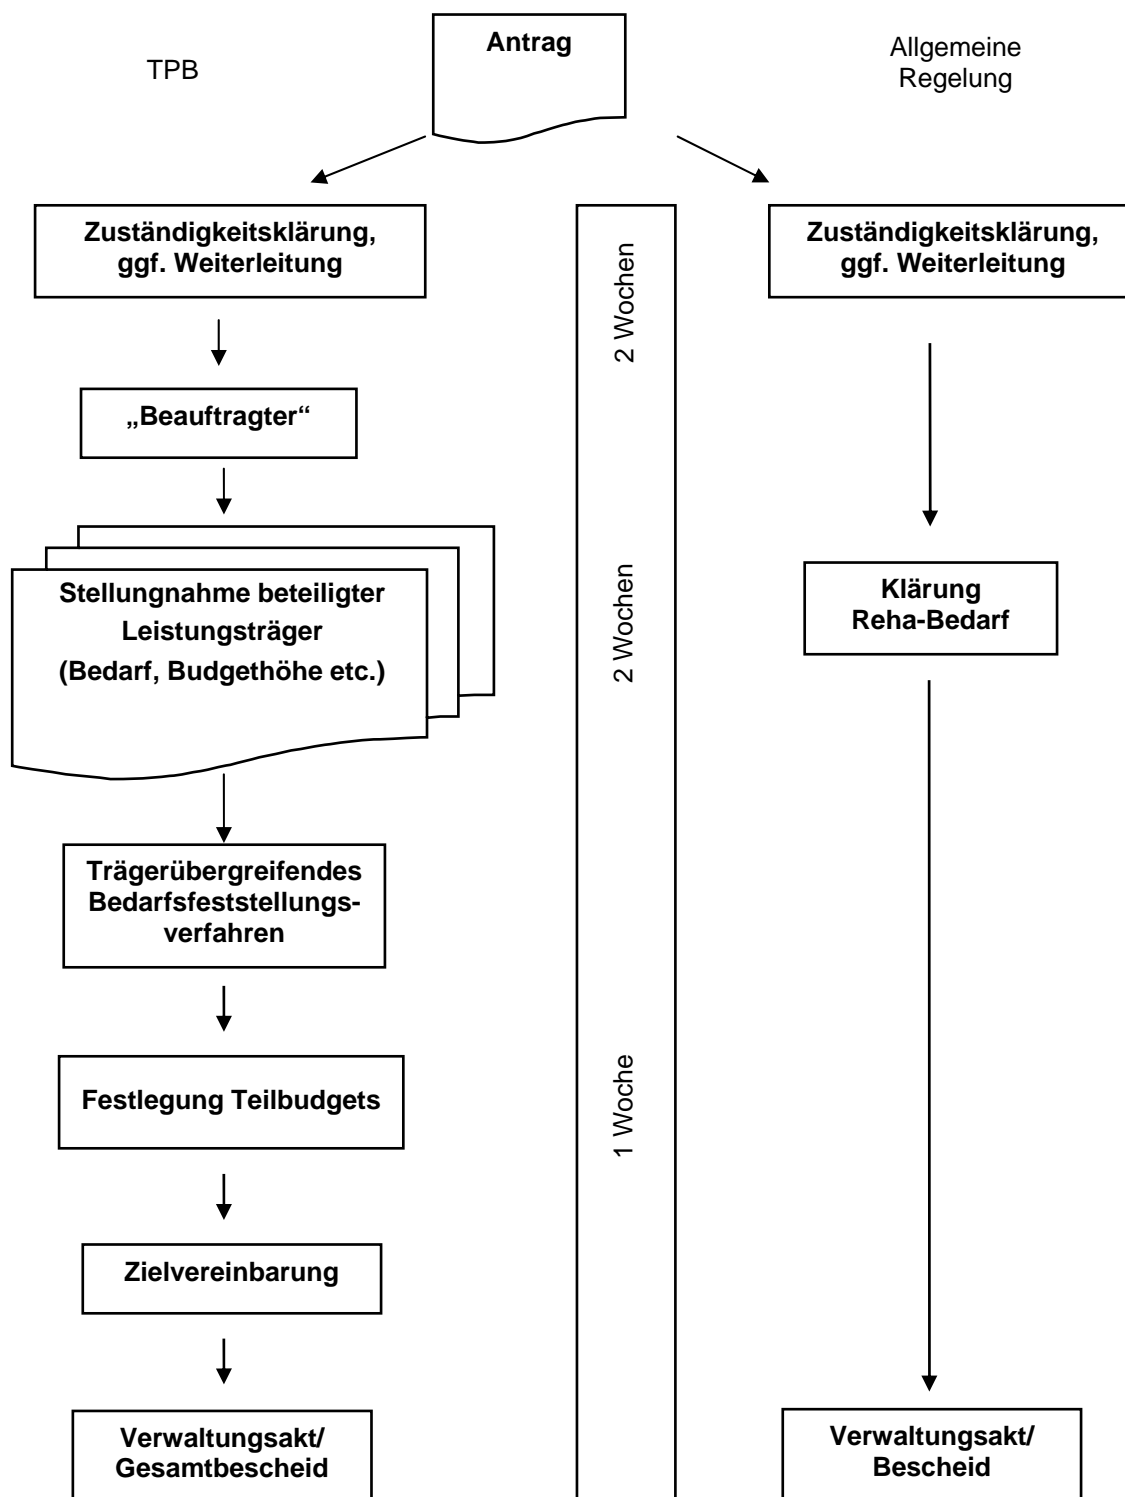 Antrag
TPB
Allgemeine
Regelung
Zuständigkeitsklärung,
ggf. Weiterleitung
2 Wochen
Zuständigkeitsklärung,
ggf. Weiterleitung
„Beauftragter“
Stellungnahme beteiligter
Leistungsträger
(Bedarf, Budgethöhe etc.)
2 Wochen
Klärung
Reha-Bedarf
Trägerübergreifendes
Bedarfsfeststellungs-
verfahren
Festlegung Teilbudgets
1 Woche
Zielvereinbarung
Verwaltungsakt/
Gesamtbescheid
Verwaltungsakt/
Bescheid